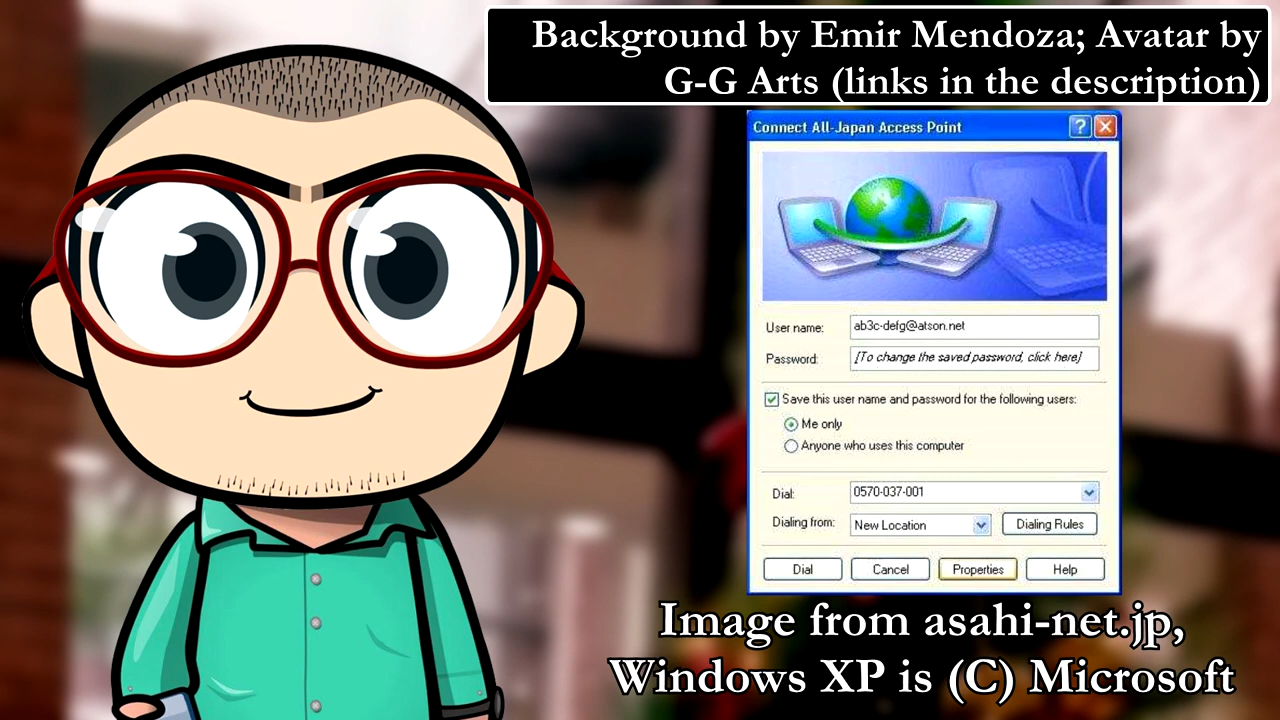 Background by Emir Mendoza; Avatar by
G-G Arts (links in the description)
Connect All-Japan Access Point
User name: ab3c-defg@atson.net
Password: [To change the saved password, click here]
Save this user name and password for the following users:
Me only
Anyone who uses this computer
Dial: 0570-037-001
Dialing from: New Location Dialing Rules
Dial Cancel Properties Help
Image from asahi-net.jp,
Windows XP is (C) Microsoft